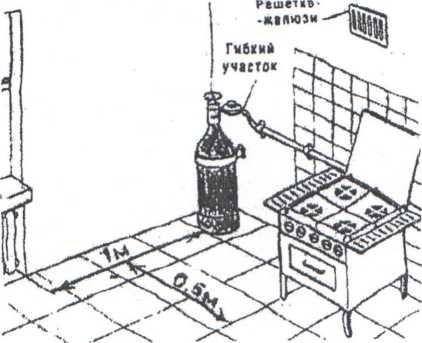 Решетка-
-жалюзи
Гибкий
участок
1м
0,5м